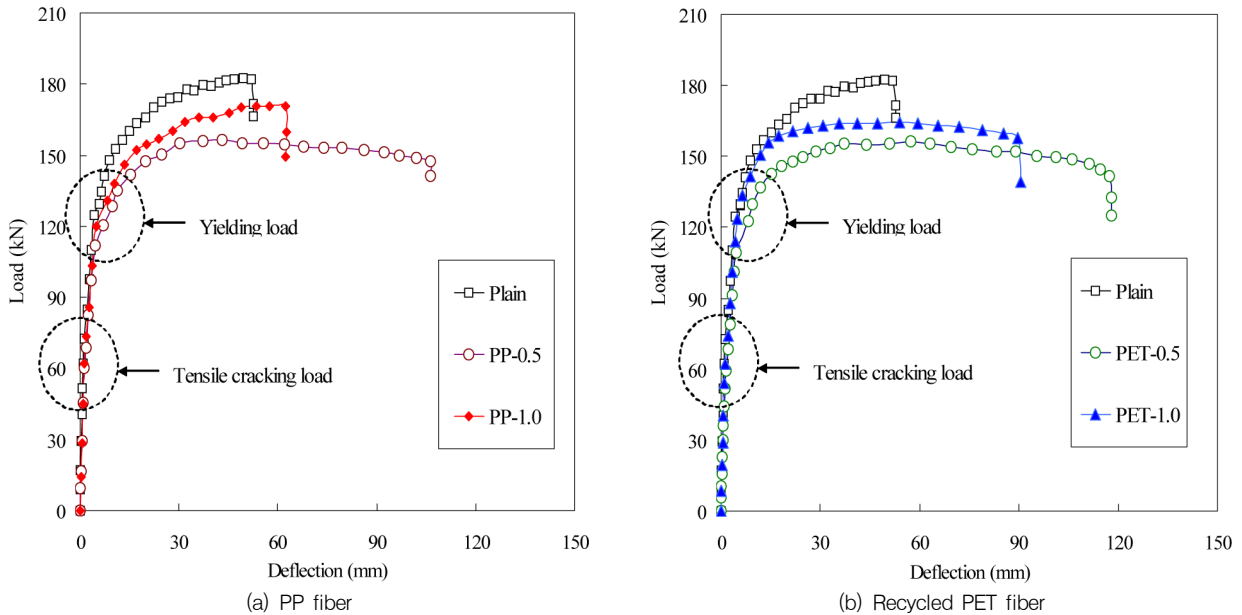 210
180
150
120
90
60
30
0
Load (kN)
Yielding load
Tensile cracking load
Plain
PP-0.5
PP-1.0
0
30
60
90
120
150
Deflection (mm)
(a) PP fiber
210
180
150
120
90
60
30
0
Load (kN)
Yielding load
Tensile cracking load
Plain
PET-0.5
PET-1.0
0
30
60
90
120
150
Deflection (mm)
(b) Recycled PET fiber